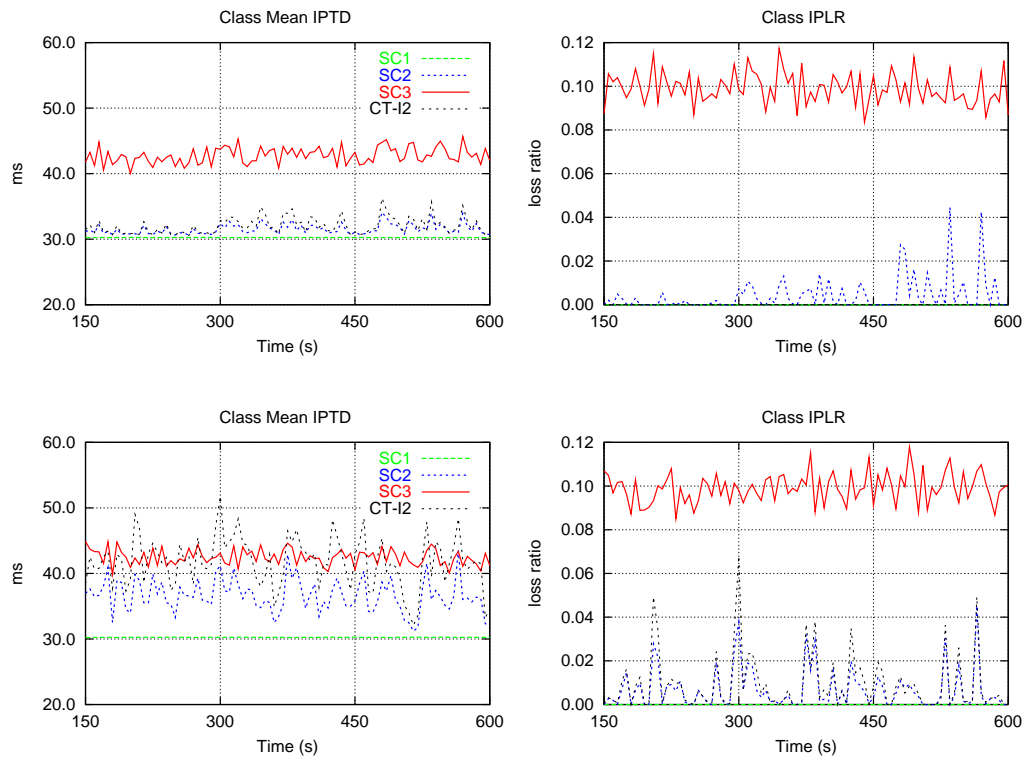 Class Mean IPTD
60.0
50.0
40.0
30.0
20.0
ms
SC1
SC2
SC3
CT-I2
150
300
450
600
Time (s)
Class IPLR
0.12
0.10
0.08
0.06
0.04
0.02
0.00
loss ratio
150
300
450
600
Time (s)
Class Mean IPTD
60.0
50.0
40.0
30.0
20.0
ms
SC1
SC2
SC3
CT-I2
150
300
450
600
Time (s)
Class IPLR
0.12
0.10
0.08
0.06
0.04
0.02
0.00
loss ratio
150
300
450
600
Time (s)